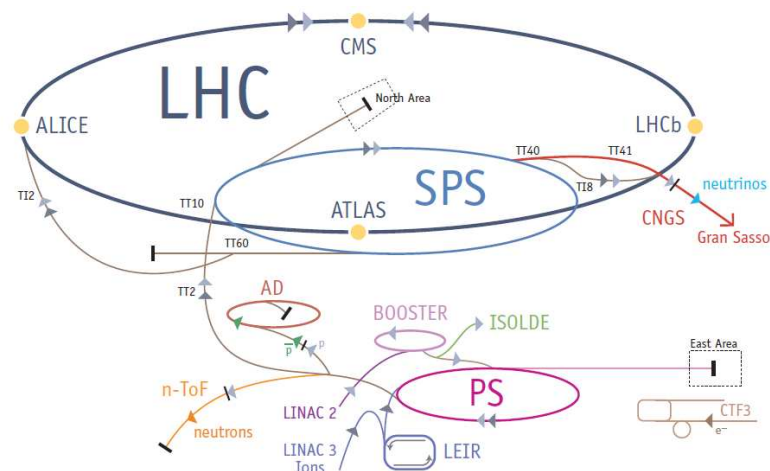 CMS
LHC
North Area
ALICE
LHCb
TT40
TT41
SPS
TI8
neutrinos
TI2
TT10
ATLAS
CNGS
Gran Sasso
TT60
AD
TT2
BOOSTER
ISOLDE
p
p
East Area
n-ToF
PS
LINAC 2
CTF3
neutrons
e⁻
LINAC 3
Ions
LEIR